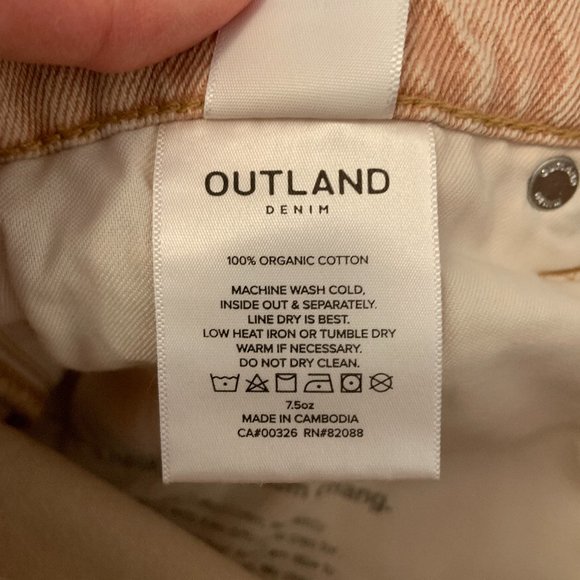 OUTLAND
DENIM
100% ORGANIC COTTON
MACHINE WASH COLD,
INSIDE OUT & SEPARATELY.
LINE DRY IS BEST.
LOW HEAT IRON OR TUMBLE DRY
WARM IF NECESSARY.
DO NOT DRY CLEAN.
7.5oz
MADE IN CAMBODIA
CA#00326 RN#82088